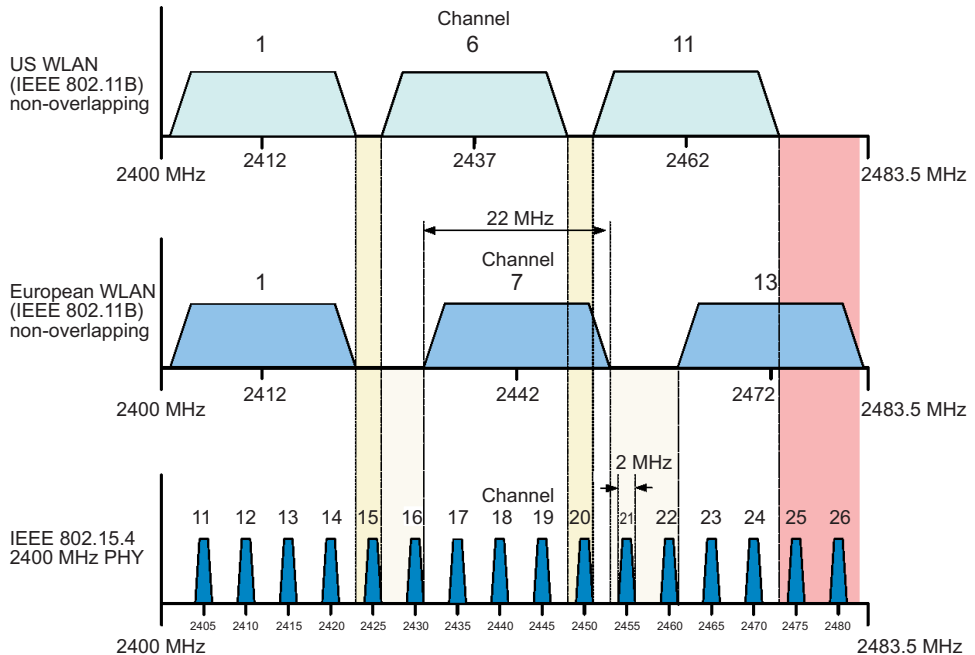 Channel
1 6 11
US WLAN
(IEEE 802.11B)
non-overlapping
2412 2437 2462
2400 MHz 2483.5 MHz
22 MHz
Channel
1 7 13
European WLAN
(IEEE 802.11B)
non-overlapping
2412 2442 2472
2400 MHz 2483.5 MHz
2 MHz
Channel
11 12 13 14 15 16 17 18 19 20 21 22 23 24 25 26
IEEE 802.15.4
2400 MHz PHY
2405 2410 2415 2420 2425 2430 2435 2440 2445 2450 2455 2460 2465 2470 2475 2480
2400 MHz 2483.5 MHz